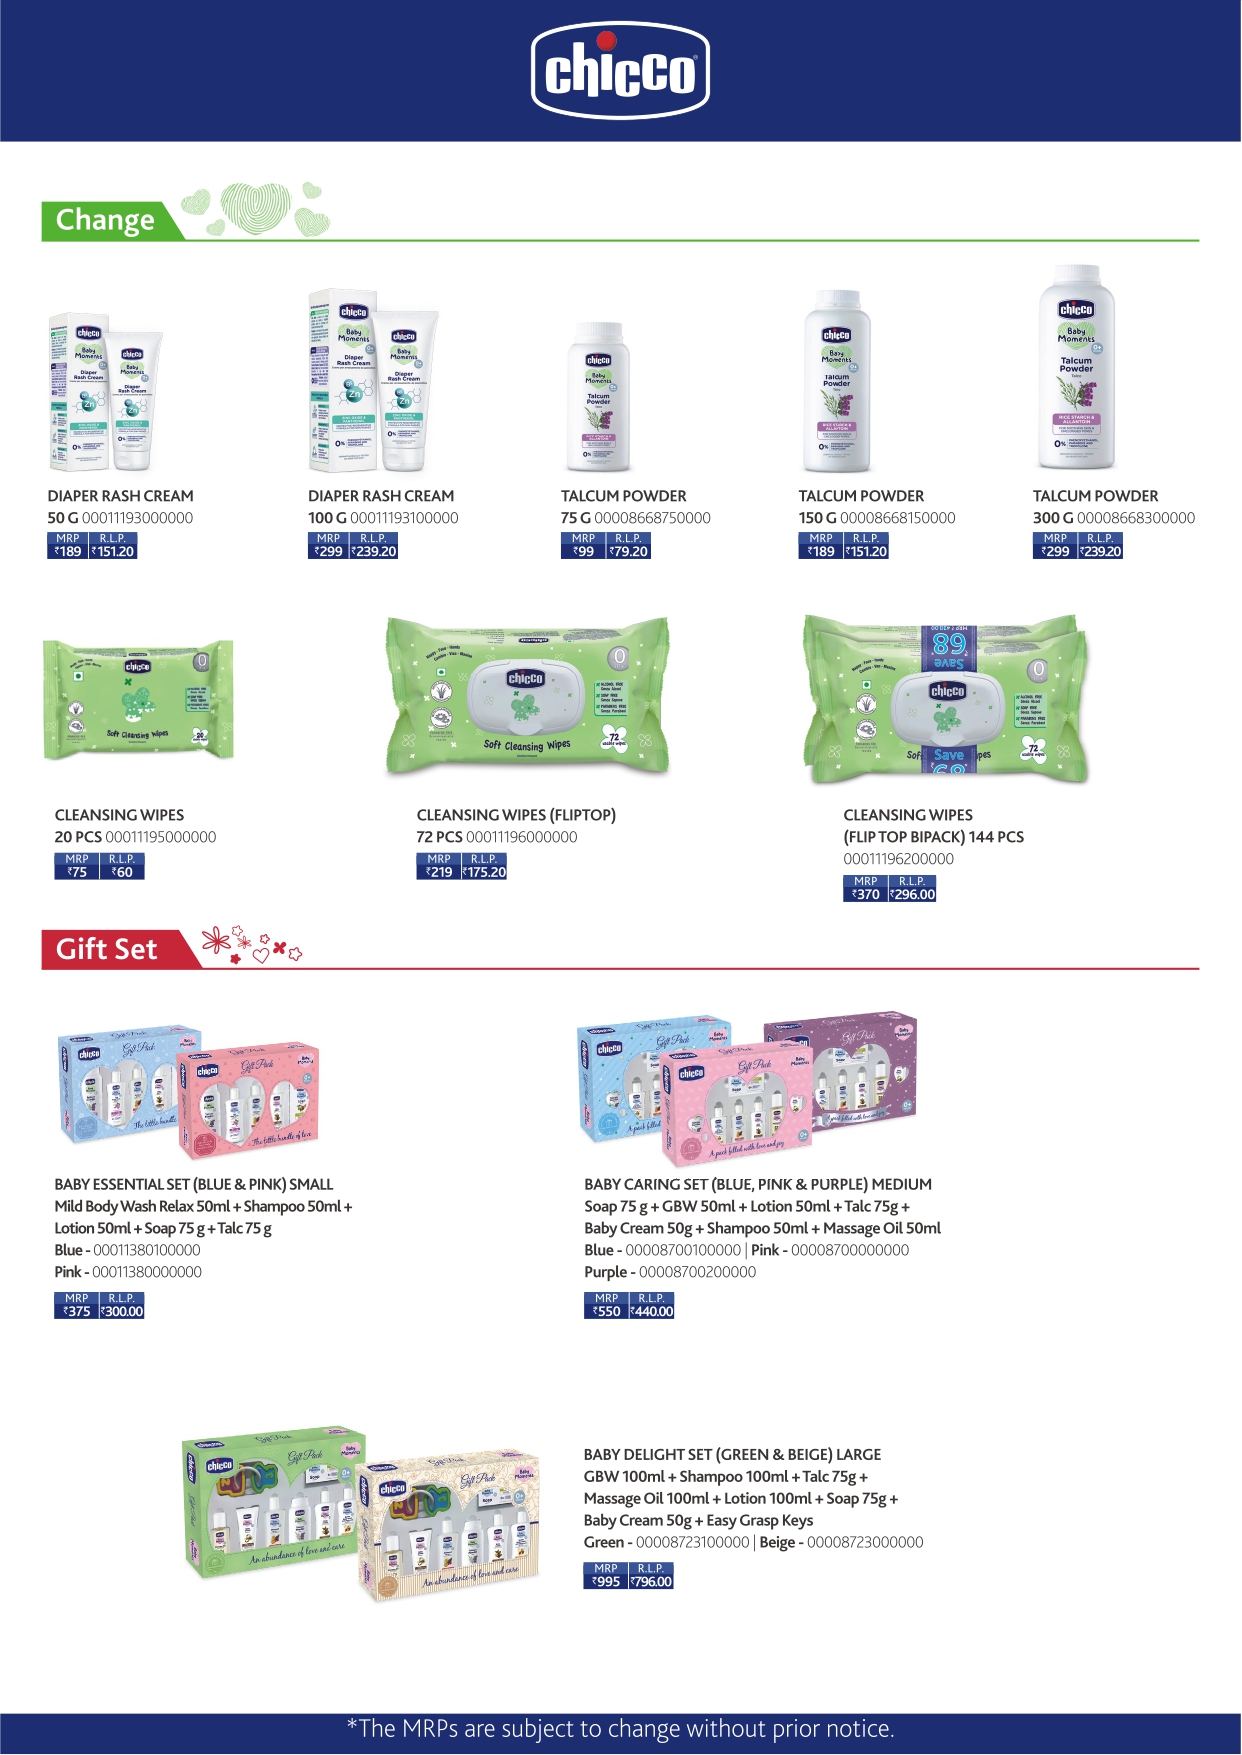 chicco
Change
DIAPER RASH CREAM
50 G 00011193000000
MRP R.L.P.
₹189 ₹151.20
DIAPER RASH CREAM
100 G 00011193100000
MRP R.L.P.
₹299 ₹239.20
TALCUM POWDER
75 G 00008668750000
MRP R.L.P.
₹99 ₹79.20
TALCUM POWDER
150 G 00008668150000
MRP R.L.P.
₹189 ₹151.20
TALCUM POWDER
300 G 00008668300000
MRP R.L.P.
₹299 ₹239.20
CLEANSING WIPES
20 PCS 00011195000000
MRP R.L.P.
₹75 ₹60
CLEANSING WIPES (FLIPTOP)
72 PCS 00011196000000
MRP R.L.P.
₹219 ₹175.20
CLEANSING WIPES
(FLIP TOP BIPACK) 144 PCS
00011196200000
MRP R.L.P.
₹370 ₹296.00
Gift Set
BABY ESSENTIAL SET (BLUE & PINK) SMALL
Mild Body Wash Relax 50ml + Shampoo 50ml +
Lotion 50ml + Soap 75 g + Talc 75 g
Blue - 00011380100000
Pink - 00011380000000
MRP R.L.P.
₹375 ₹300.00
BABY CARING SET (BLUE, PINK & PURPLE) MEDIUM
Soap 75 g + GBW 50ml + Lotion 50ml + Talc 75g +
Baby Cream 50g + Shampoo 50ml + Massage Oil 50ml
Blue - 00008700100000 | Pink - 00008700000000
Purple - 00008700200000
MRP R.L.P.
₹550 ₹440.00
BABY DELIGHT SET (GREEN & BEIGE) LARGE
GBW 100ml + Shampoo 100ml + Talc 75g +
Massage Oil 100ml + Lotion 100ml + Soap 75g +
Baby Cream 50g + Easy Grasp Keys
Green - 00008723100000 | Beige - 00008723000000
MRP R.L.P.
₹995 ₹796.00
*The MRPs are subject to change without prior notice.